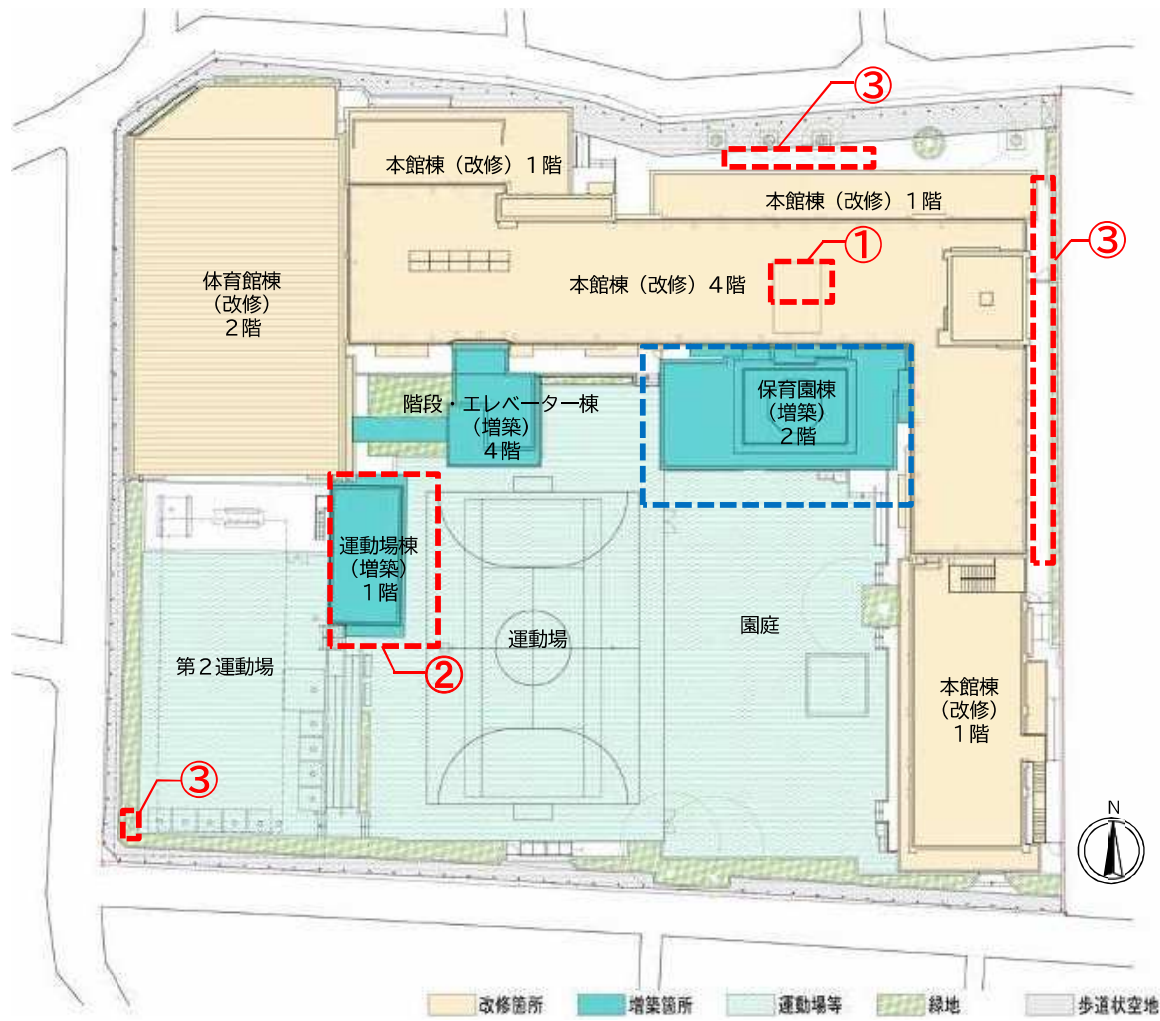 ③
本館棟（改修）１階
本館棟（改修）１階
①
③
体育館棟
（改修）
２階
本館棟（改修）４階
階段・エレベーター棟
（増築）
４階
保育園棟
（増築）
２階
運動場棟
（増築）
１階
②
運動場
園庭
第２運動場
本館棟
（改修）
１階
③
N
改修箇所
増築箇所
運動場等
緑地
歩道状空地